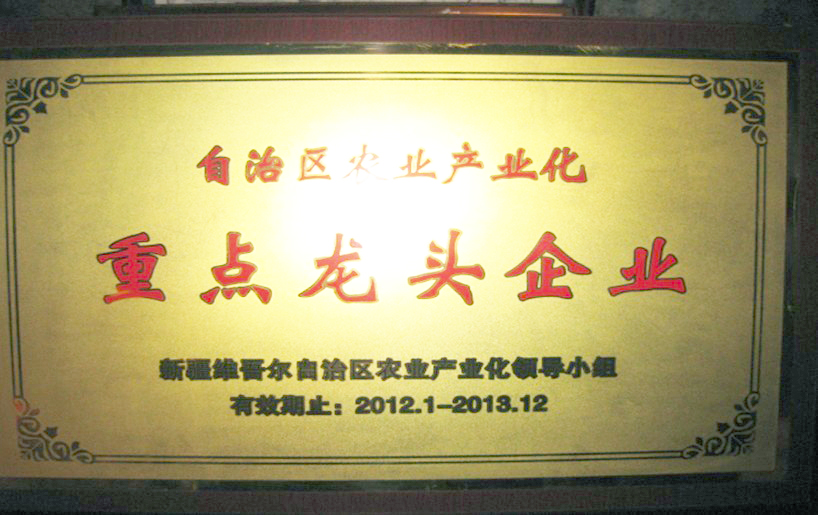 自治区农业产业化
重点龙头企业
新疆维吾尔自治区农业产业化领导小组
有效期止：2012.1-2013.12